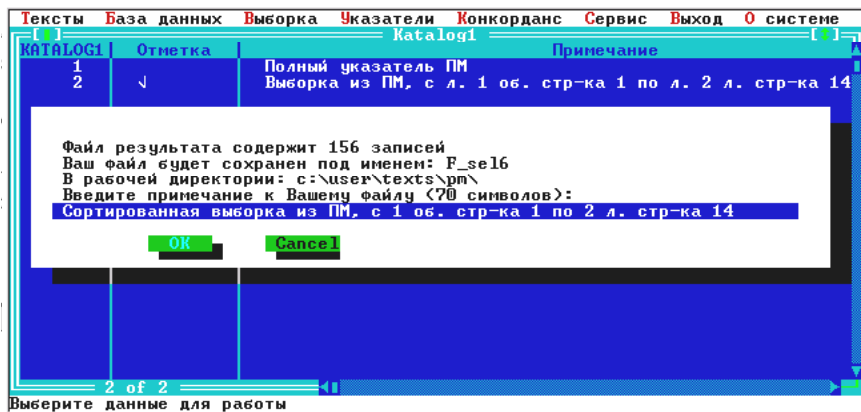 Тексты База данных Выборка Указатели Конкорданс Сервис Выход О системе
Katalog1
KATALOG1 Отметка Примечание
1 Полный указатель ПМ
2 √ Выборка из ПМ, с л. 1 об. стр-ка 1 по л. 2 л. стр-ка 14
Файл результата содержит 156 записей
Ваш файл будет сохранен под именем: F_sel6
В рабочей директории: c:\user\texts\pm\
Введите примечание к Вашему файлу (70 символов):
Сортированная выборка из ПМ, с 1 об. стр-ка 1 по 2 л. стр-ка 14
OK Cancel
2 of 2
Выберите данные для работы